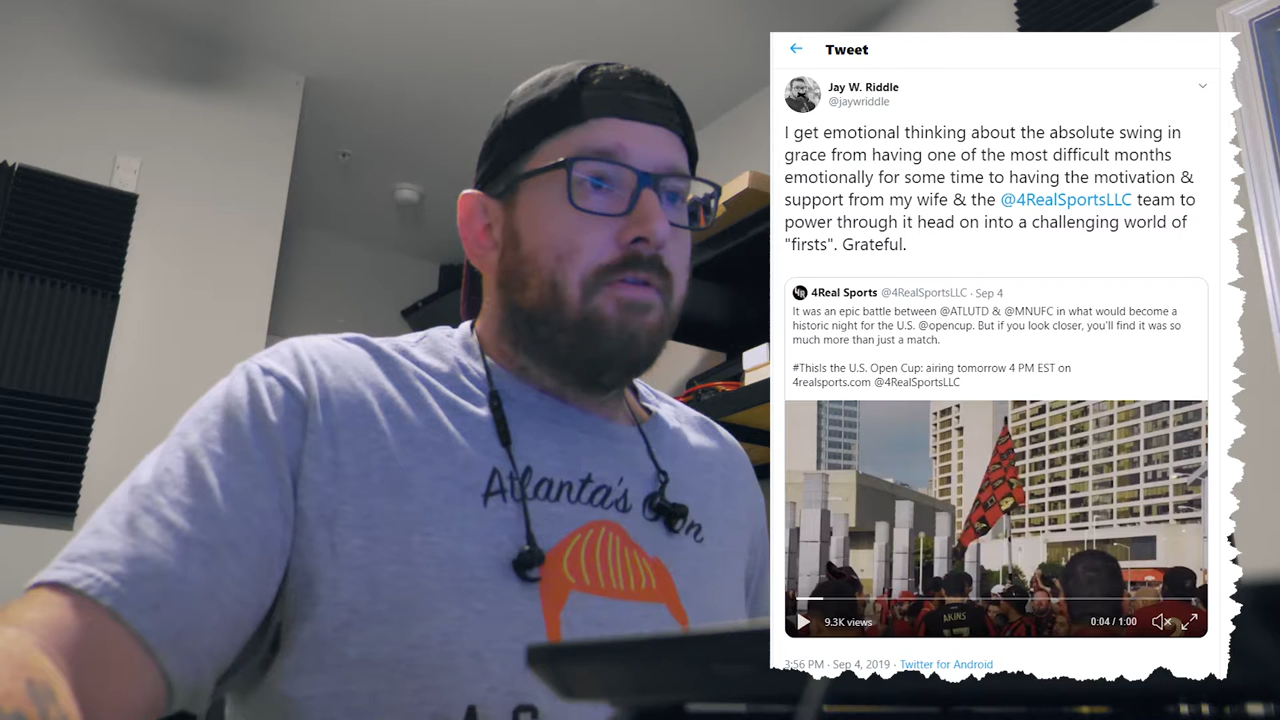 Tweet
Jay W. Riddle
@jaywriddle
I get emotional thinking about the absolute swing in
grace from having one of the most difficult months
emotionally for some time to having the motivation &
support from my wife & the @4RealSportsLLC team to
power through it head on into a challenging world of
"firsts". Grateful.
4Real Sports @4RealSportsLLC · Sep 4
It was an epic battle between @ATLUTD & @MNUFC in what would become a
historic night for the U.S. @opencup. But if you look closer, you'll find it was so
much more than just a match.
#ThisIs the U.S. Open Cup: airing tomorrow 4 PM EST on
4realsports.com @4RealSportsLLC
AKINS
9.3K views
0:04 / 1:00
3:56 PM · Sep 4, 2019 · Twitter for Android
Atlanta's